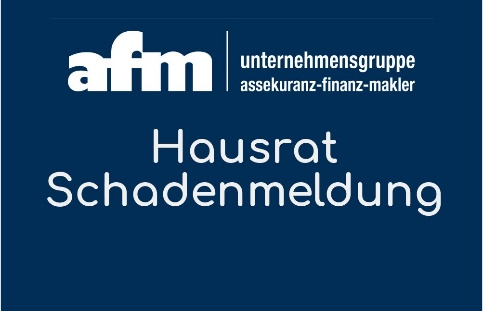 afm
unternehmensgruppe
assekuranz-finanz-makler
Hausrat
Schadenmeldung